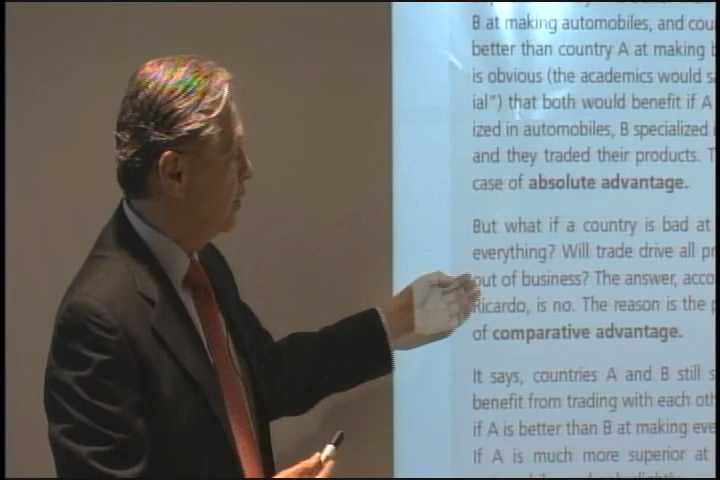 B at making automobiles, and
better than country A at making
is obvious (the academics would
ial") that both would benefit if A
ized in automobiles, B specialized
and they traded their products.
case of absolute advantage.
But what if a country is bad at
everything? Will trade drive all
out of business? The answer,
Ricardo, is no. The reason is the
of comparative advantage.
It says, countries A and B still
benefit from trading with each
if A is better than B at making
If A is much more superior at